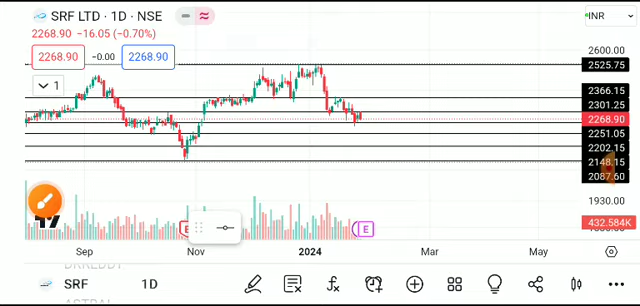 SRF LTD · 1D · NSE
INR
2268.90 −16.05 (−0.70%)
2268.90 −0.00 2268.90
1
2600.00
2525.75
2366.15
2301.25
2268.90
2251.05
2202.15
2148.15
2087.60
1930.00
432.584K
E
E
Sep Nov 2024 Mar May
DRREDDY
SRF 1D
ASTRAL